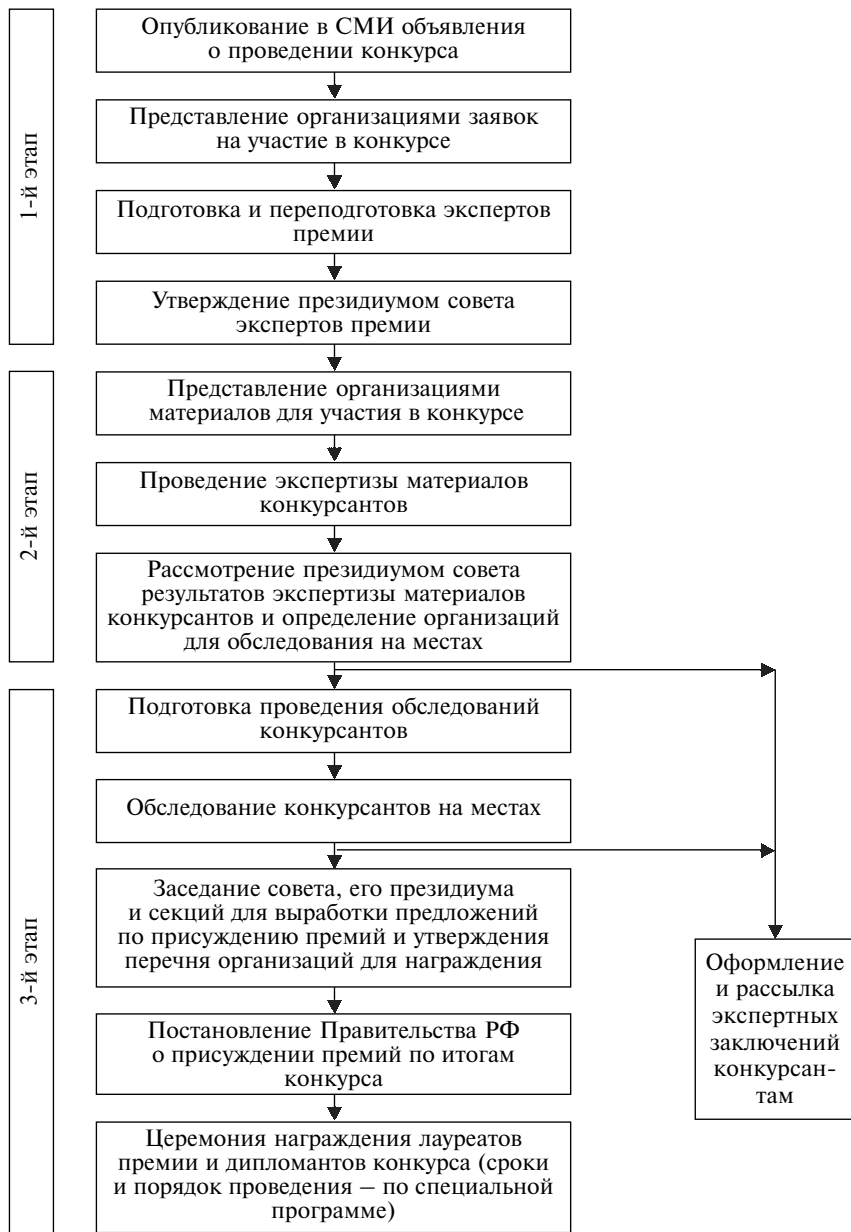 1-й этап
Опубликование в СМИ объявления
о проведении конкурса
Представление организациями заявок
на участие в конкурсе
Подготовка и переподготовка экспертов
премии
Утверждение президиумом совета
экспертов премии
2-й этап
Представление организациями
материалов для участия в конкурсе
Проведение экспертизы материалов
конкурсантов
Рассмотрение президиумом совета
результатов экспертизы материалов
конкурсантов и определение организаций
для обследования на местах
3-й этап
Подготовка проведения обследований
конкурсантов
Обследование конкурсантов на местах
Заседание совета, его президиума
и секций для выработки предложений
по присуждению премий и утверждения
перечня организаций для награждения
Постановление Правительства РФ
о присуждении премий по итогам
конкурса
Церемония награждения лауреатов
премии и дипломантов конкурса (сроки
и порядок проведения – по специальной
программе)
Оформление
и рассылка
экспертных
заключений
конкурсан-
там